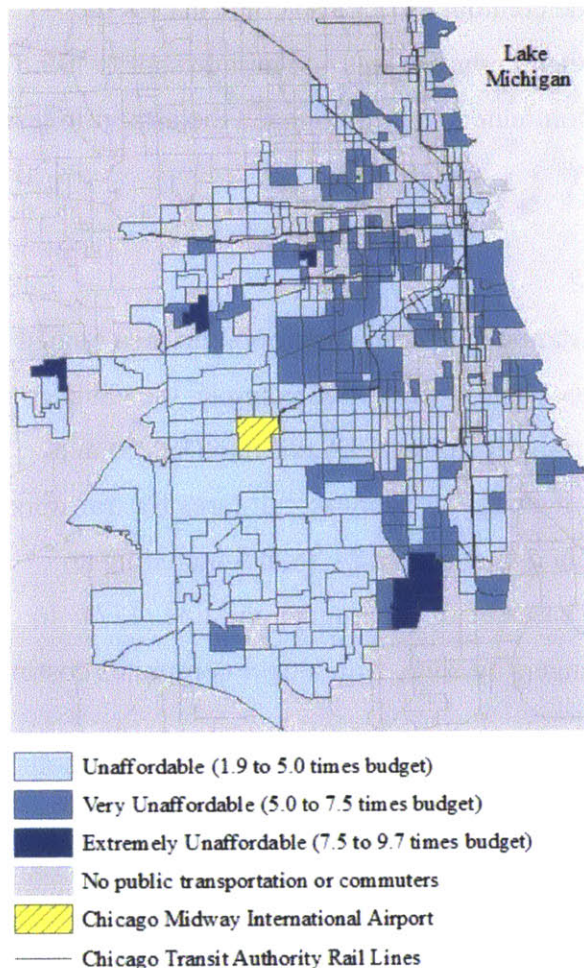 Lake
Michigan
Unaffordable (1.9 to 5.0 times budget)
Very Unaffordable (5.0 to 7.5 times budget)
Extremely Unaffordable (7.5 to 9.7 times budget)
No public transportation or commuters
Chicago Midway International Airport
Chicago Transit Authority Rail Lines